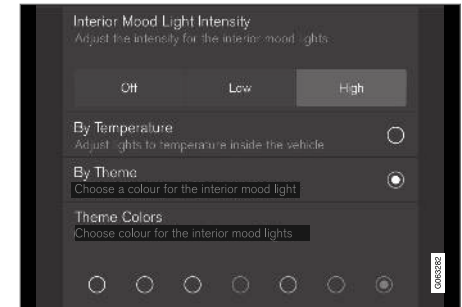 Interior Mood Light Intensity
Adjust the intensity for the interior mood lights
Off Low High
By Temperature
Adjust lights to temperature inside the vehicle
By Theme
Choose a colour for the interior mood light
Theme Colors
Choose colour for the interior mood lights
G063282